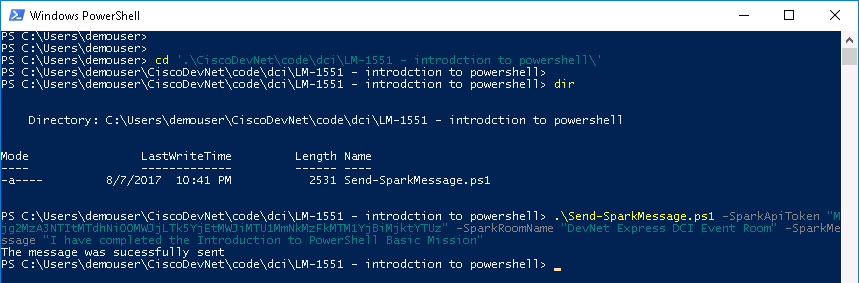 Windows PowerShell
PS C:\Users\demouser>
PS C:\Users\demouser>
PS C:\Users\demouser> cd '.\CiscoDevNet\code\dci\LM-1551 - introdction to powershell\'
PS C:\Users\demouser\CiscoDevNet\code\dci\LM-1551 - introdction to powershell>
PS C:\Users\demouser\CiscoDevNet\code\dci\LM-1551 - introdction to powershell> dir
Directory: C:\Users\demouser\CiscoDevNet\code\dci\LM-1551 - introdction to powershell
Mode LastWriteTime Length Name
---- ------------- ------ ----
-a---- 8/7/2017 10:41 PM 2531 Send-SparkMessage.ps1
PS C:\Users\demouser\CiscoDevNet\code\dci\LM-1551 - introdction to powershell> .\Send-SparkMessage.ps1 -SparkApiToken "M
jg2MzA3NTItMTdhNiQ0MWJjLTk5YjEtMWJiMTU1MmNkMzFkMTM1YjBiMjktYTUz" -SparkRoomName "DevNet Express DCI Event Room" -SparkMe
ssage "I have completed the Introduction to PowerShell Basic Mission"
The message was sucessfully sent
PS C:\Users\demouser\CiscoDevNet\code\dci\LM-1551 - introdction to powershell> _